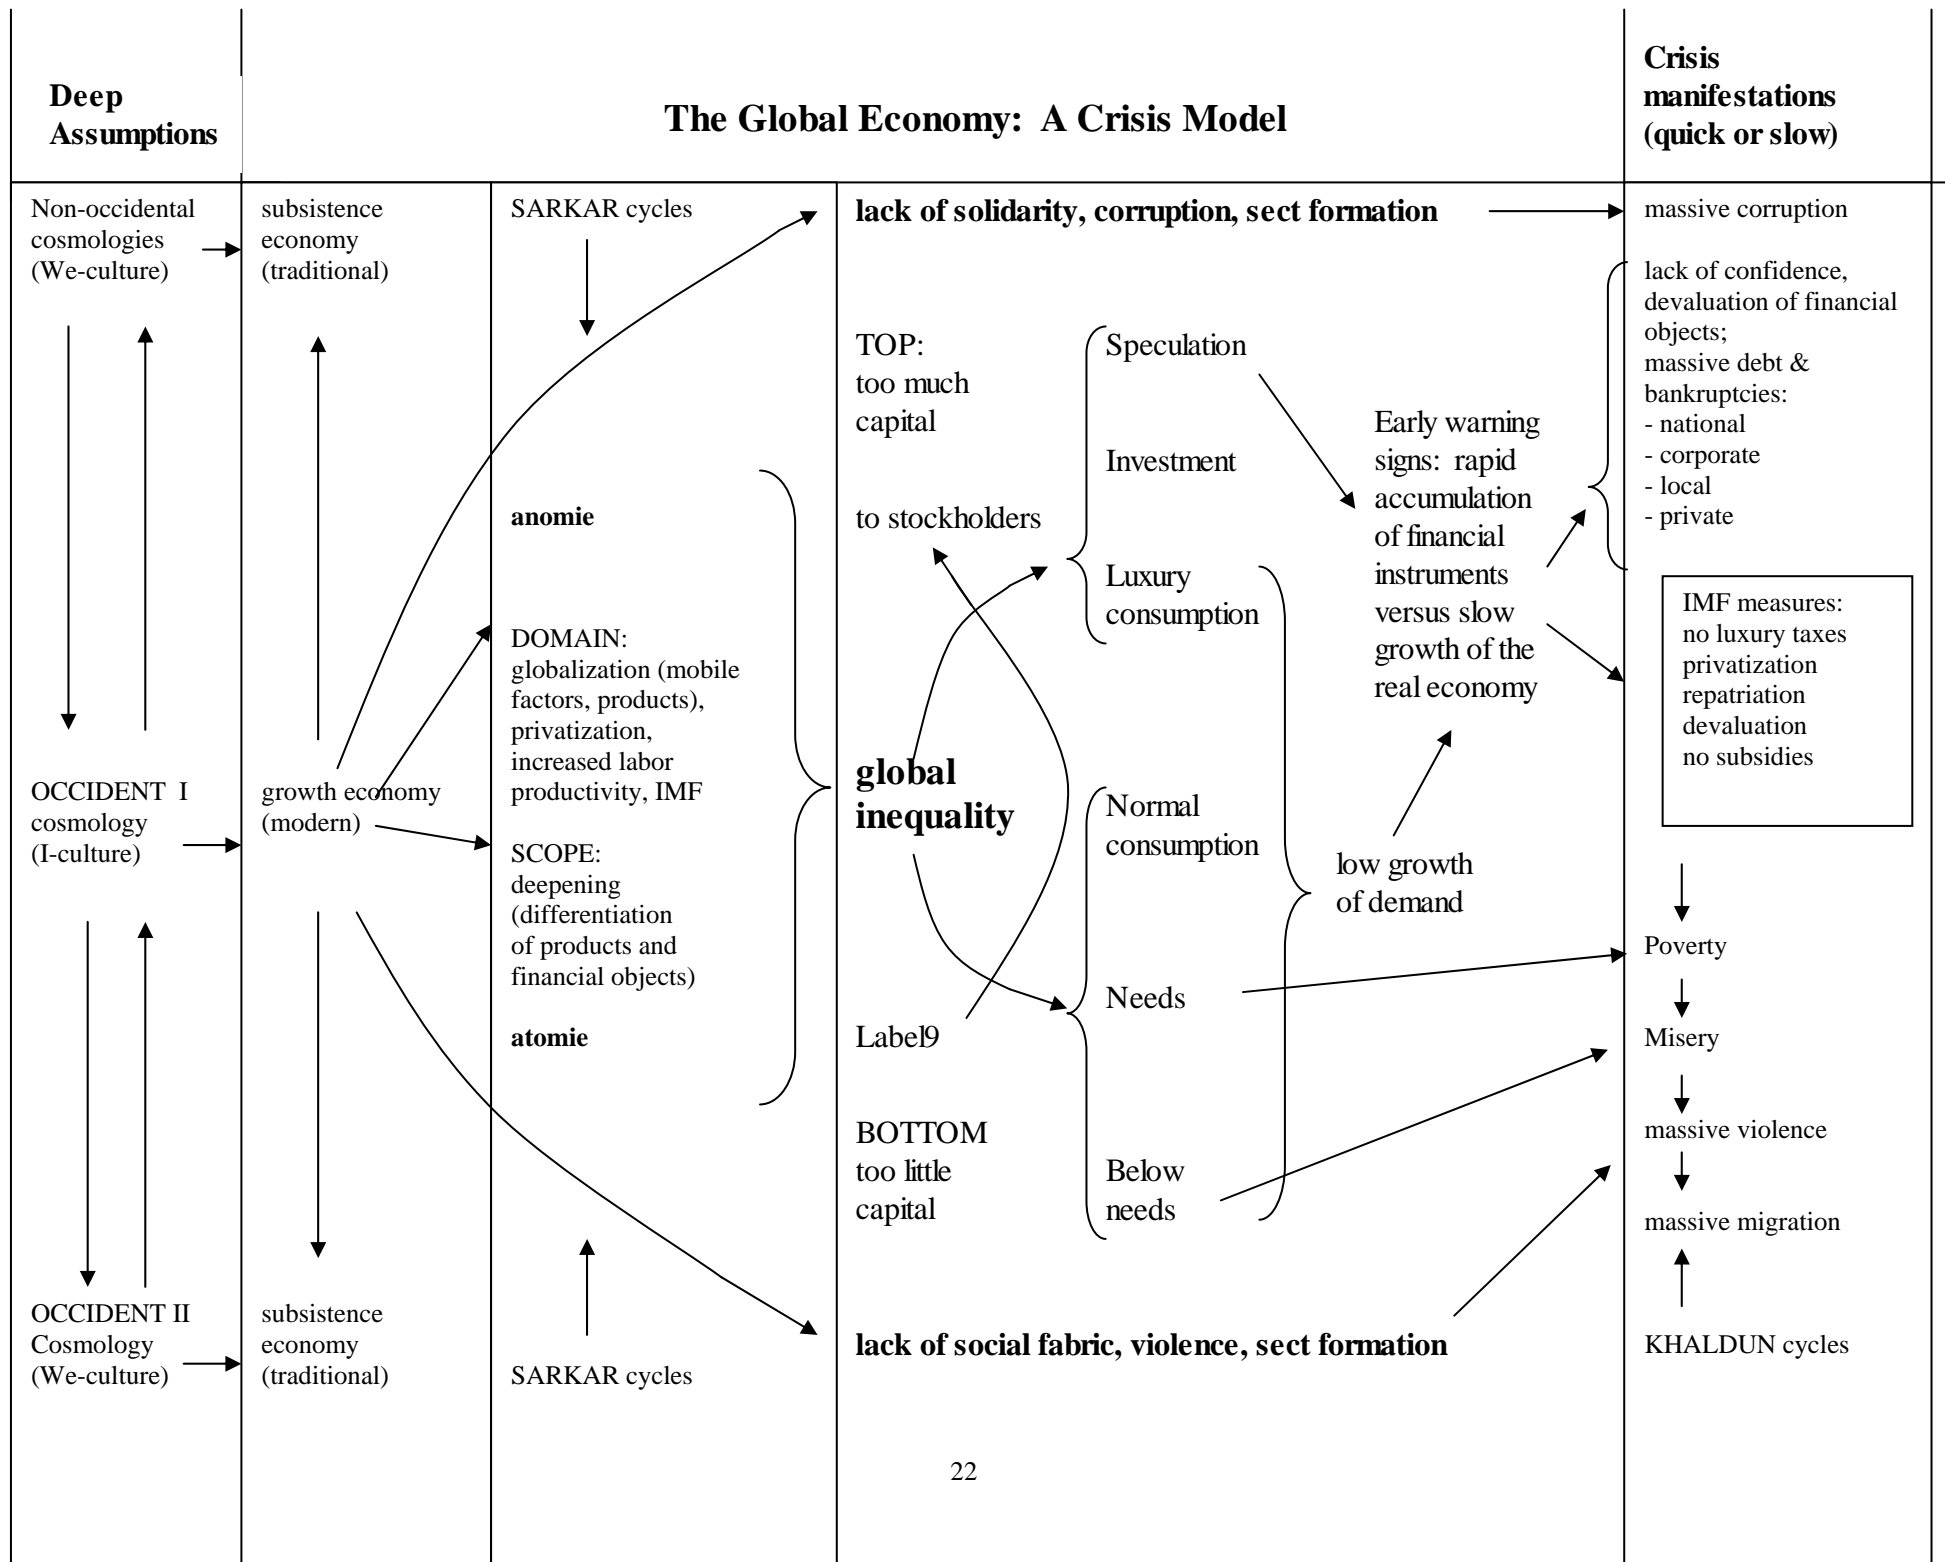 Deep
Assumptions
The Global Economy: A Crisis Model
Crisis
manifestations
(quick or slow)
Non-occidental
cosmologies
(We-culture)
OCCIDENT I
cosmology
(I-culture)
OCCIDENT II
Cosmology
(We-culture)
subsistence
economy
(traditional)
growth economy
(modern)
subsistence
economy
(traditional)
SARKAR cycles
anomie
DOMAIN:
globalization (mobile
factors, products),
privatization,
increased labor
productivity, IMF
SCOPE:
deepening
(differentiation
of products and
financial objects)
atomie
SARKAR cycles
lack of solidarity, corruption, sect formation
TOP:
too much
capital
to stockholders
global
inequality
Label9
BOTTOM
too little
capital
Speculation
Investment
Luxury
consumption
Normal
consumption
Needs
Below
needs
Early warning
signs: rapid
accumulation
of financial
instruments
versus slow
growth of the
real economy
low growth
of demand
lack of social fabric, violence, sect formation
massive corruption
lack of confidence,
devaluation of financial
objects;
massive debt &
bankruptcies:
- national
- corporate
- local
- private
IMF measures:
no luxury taxes
privatization
repatriation
devaluation
no subsidies
Poverty
Misery
massive violence
massive migration
KHALDUN cycles
22